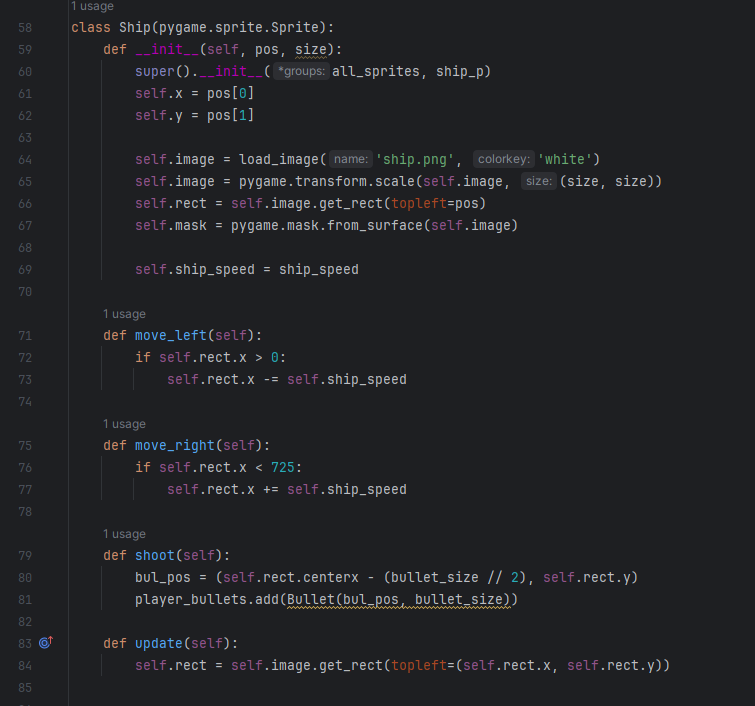 1 usage
58 class Ship(pygame.sprite.Sprite):
59     def __init__(self, pos, size):
60         super().__init__( *groups: all_sprites, ship_p)
61         self.x = pos[0]
62         self.y = pos[1]
63
64         self.image = load_image( name: 'ship.png',  colorkey: 'white')
65         self.image = pygame.transform.scale(self.image,  size: (size, size))
66         self.rect = self.image.get_rect(topleft=pos)
67         self.mask = pygame.mask.from_surface(self.image)
68
69         self.ship_speed = ship_speed
70
1 usage
71     def move_left(self):
72         if self.rect.x > 0:
73             self.rect.x -= self.ship_speed
74
1 usage
75     def move_right(self):
76         if self.rect.x < 725:
77             self.rect.x += self.ship_speed
78
1 usage
79     def shoot(self):
80         bul_pos = (self.rect.centerx - (bullet_size // 2), self.rect.y)
81         player_bullets.add(Bullet(bul_pos, bullet_size))
82
83     def update(self):
84         self.rect = self.image.get_rect(topleft=(self.rect.x, self.rect.y))
85